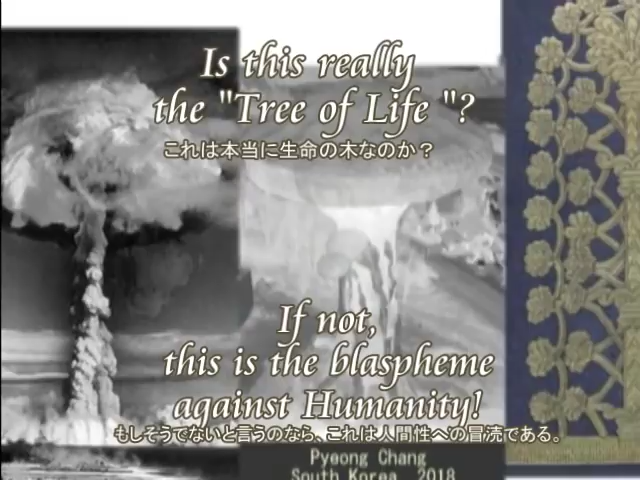 Is this really
the "Tree of Life "?
これは本当に生命の木なのか？
If not,
this is the blaspheme
against Humanity!
もしそうでないと言うのなら、これは人間性への冒涜である。
Pyeong Chang
South Korea, 2018